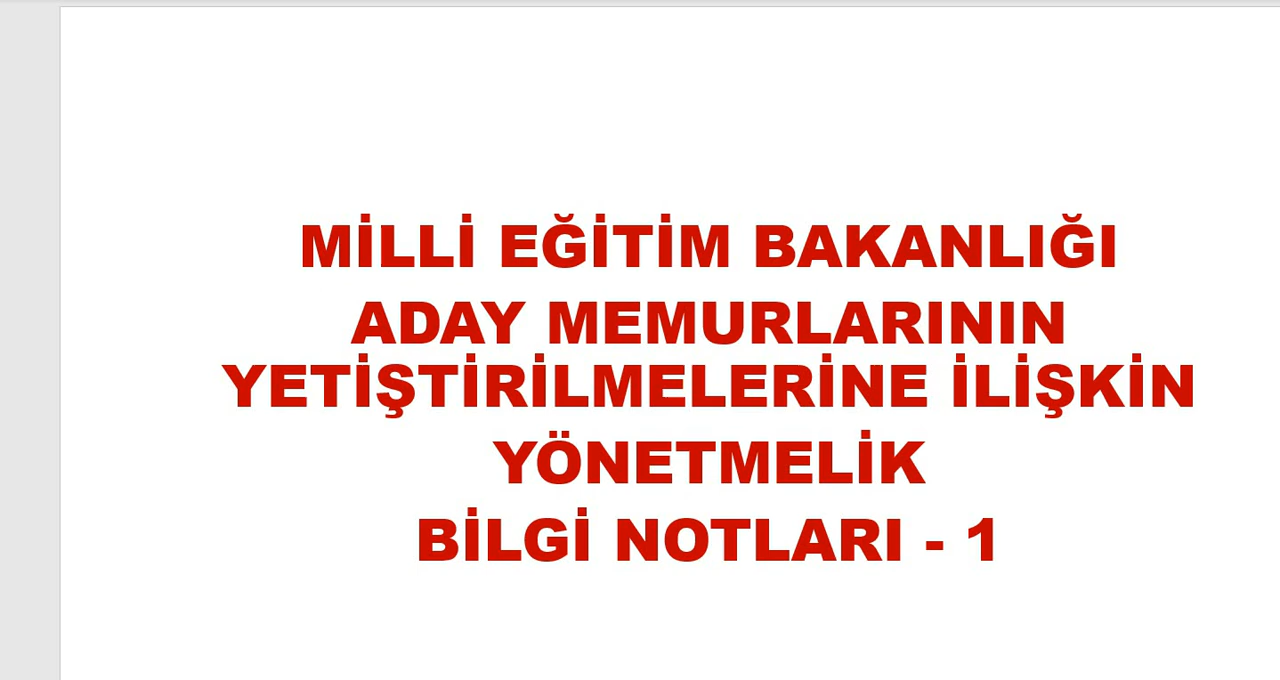 MİLLİ EĞİTİM BAKANLIĞI
ADAY MEMURLARININ
YETİŞTİRİLMELERİNE İLİŞKİN
YÖNETMELİK
BİLGİ NOTLARI - 1